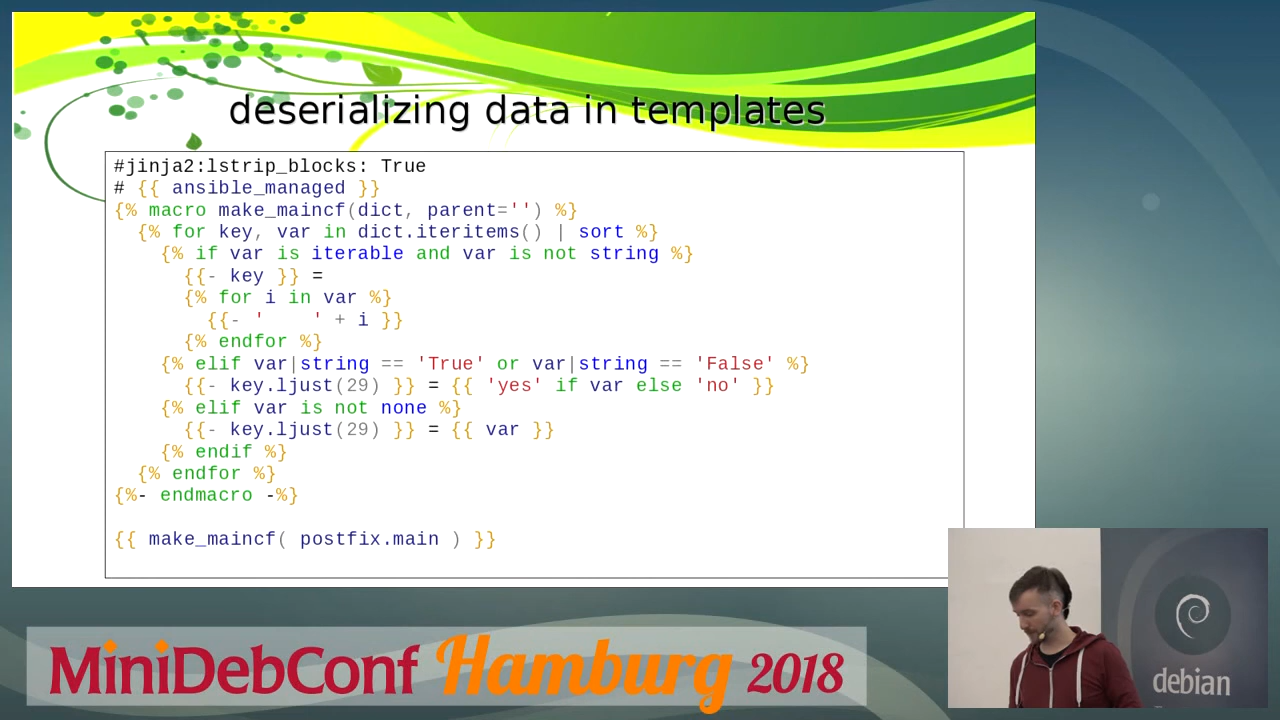 deserializing data in templates
#jinja2:lstrip_blocks: True
# {{ ansible_managed }}
{% macro make_maincf(dict, parent='') %}
  {% for key, var in dict.iteritems() | sort %}
    {% if var is iterable and var is not string %}
      {{- key }} =
      {% for i in var %}
        {{- '    ' + i }}
      {% endfor %}
    {% elif var|string == 'True' or var|string == 'False' %}
      {{- key.ljust(29) }} = {{ 'yes' if var else 'no' }}
    {% elif var is not none %}
      {{- key.ljust(29) }} = {{ var }}
    {% endif %}
  {% endfor %}
{%- endmacro -%}
{{ make_maincf( postfix.main ) }}
MiniDebConf Hamburg 2018
debian